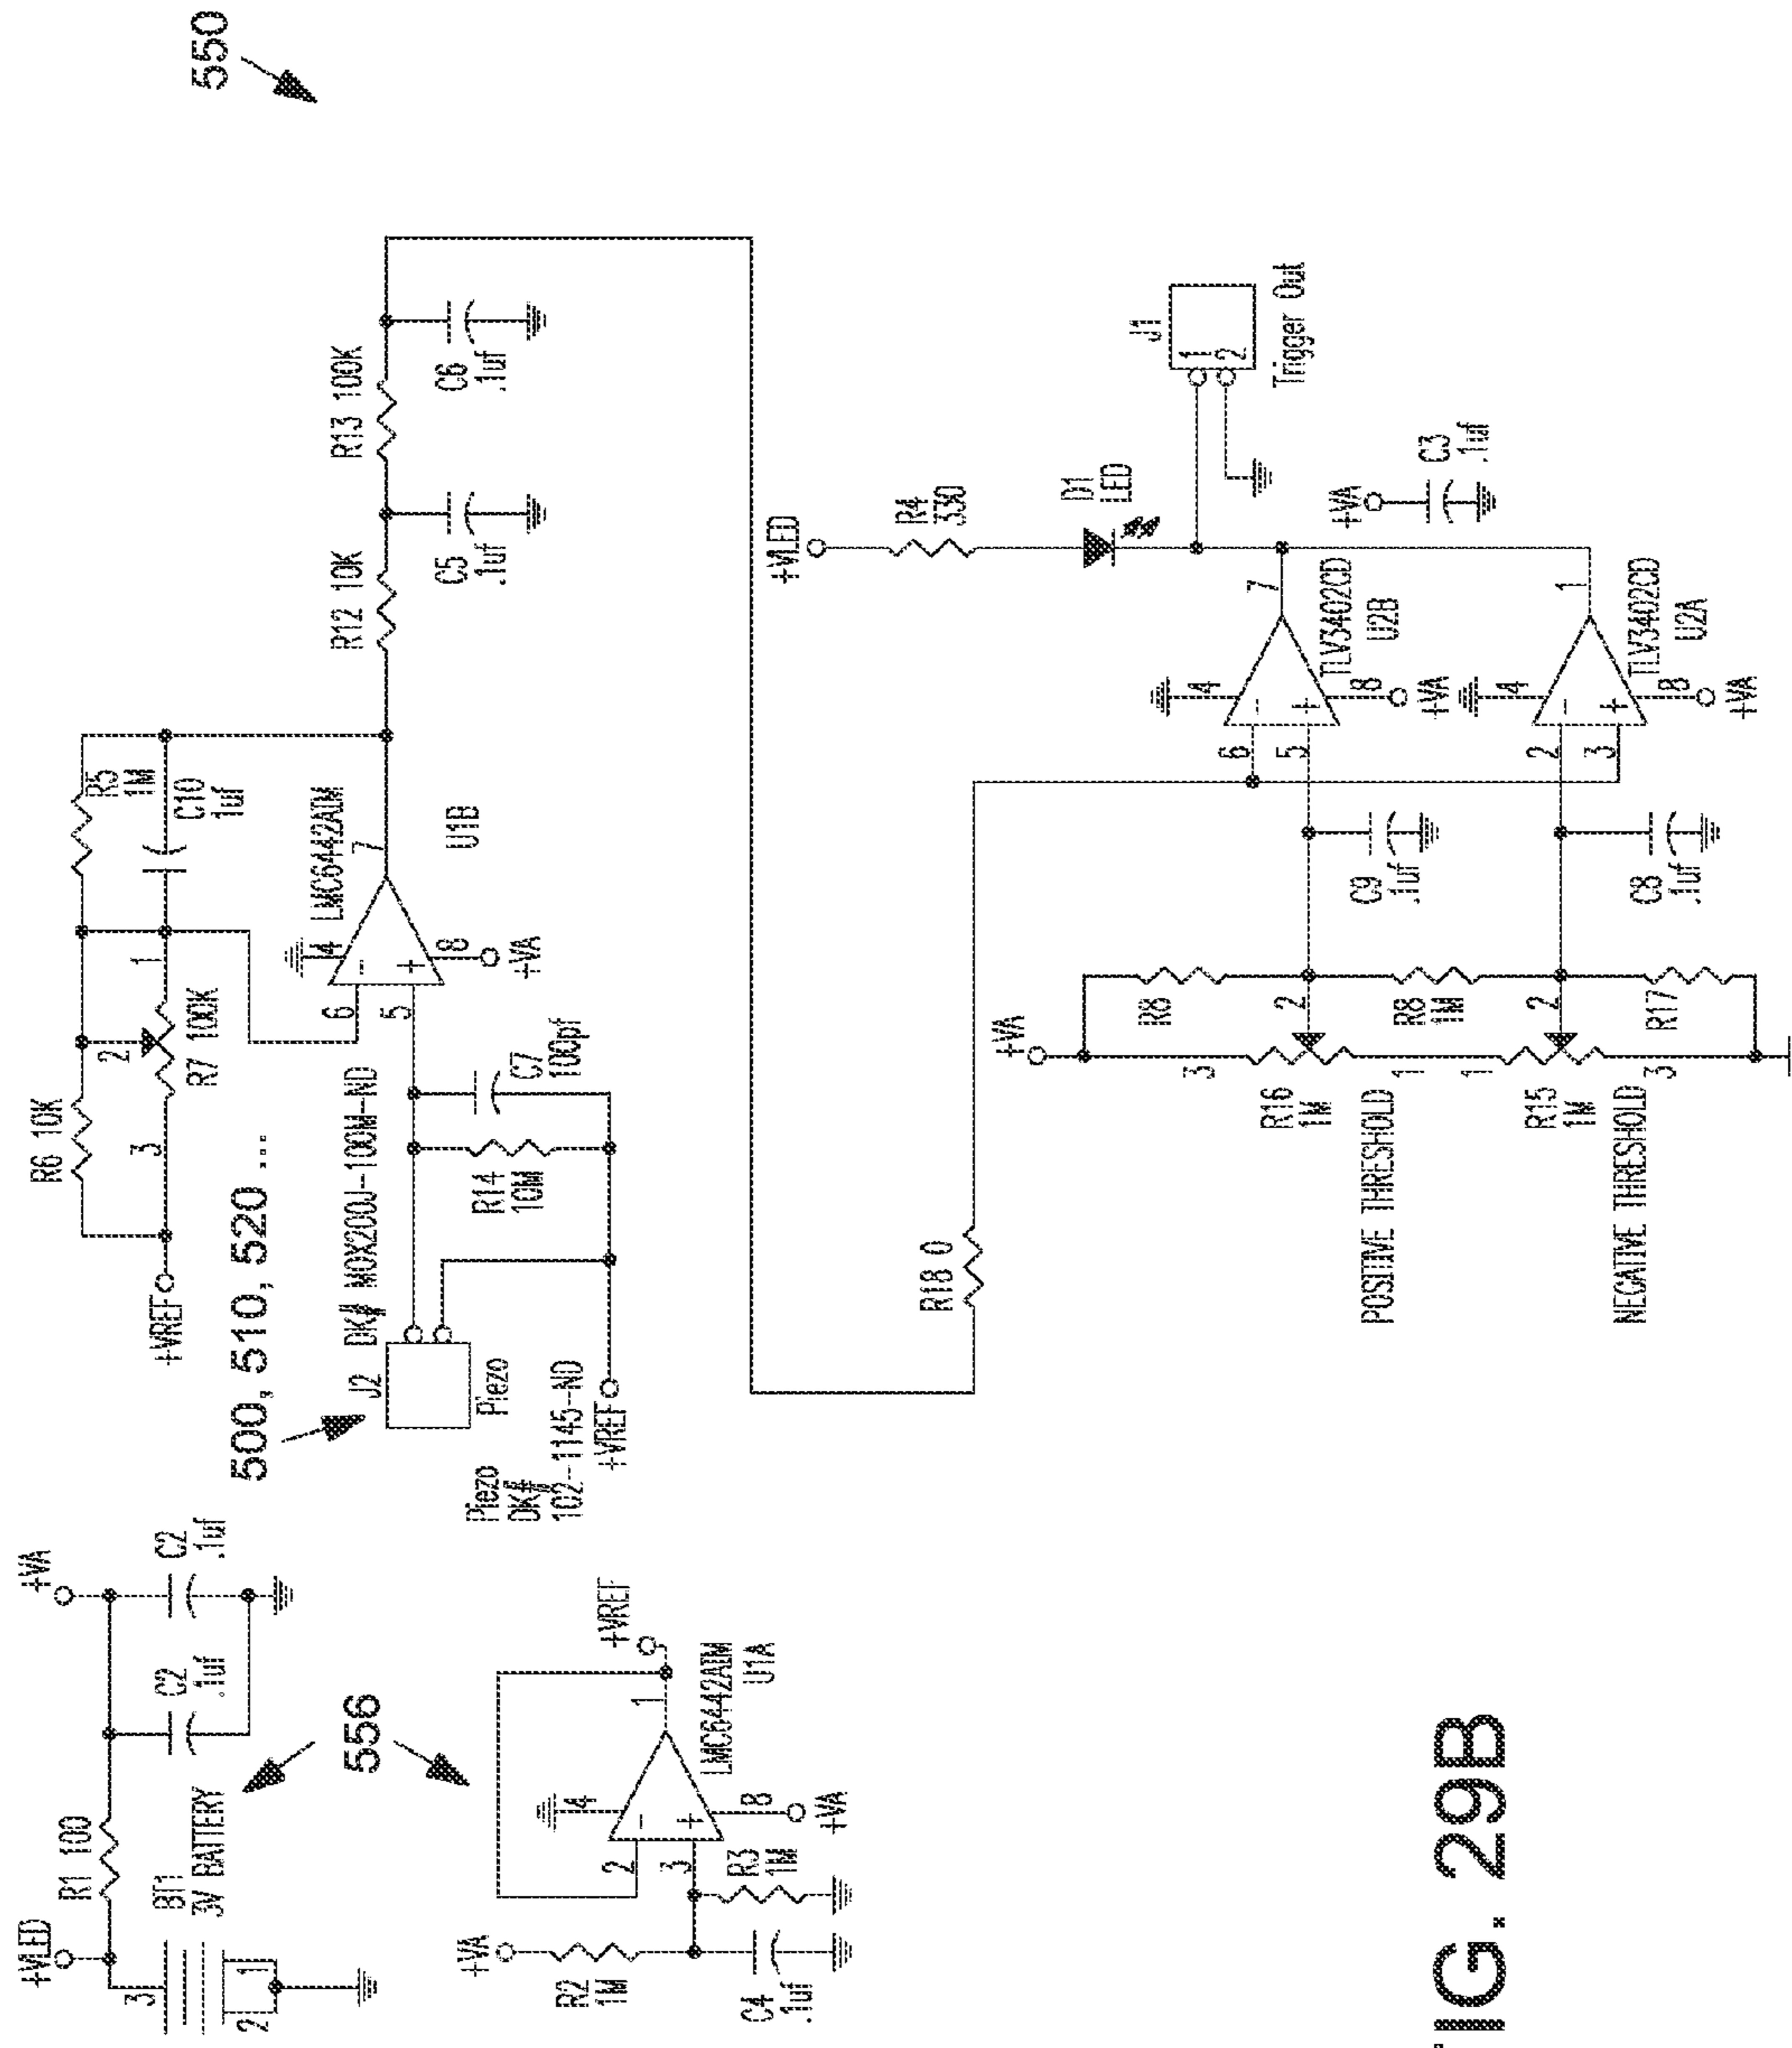 550
+VLED
R1 100
3
BT1
3V BATTERY
2
1
C2
.1uf
C2
.1uf
+VA
556
+VA
R2
1M
C4
.1uf
R3
1M
2
3
4
8
+VA
1
LMC6442AIM
U1A
+VREF
500, 510, 520 ...
+VREF
R6 10K
3
2
R7 100K
1
R5
1M
C10
1uf
J2
Piezo
DK# MOX200J-100M-ND
Piezo
DK#
102-1145-ND
+VREF
R14
10M
C7
100pf
6
5
4
8
+VA
LMC6442AIM
7
U1B
R12 10K
C5
.1uf
R13 100K
C6
.1uf
R18 0
+VLED
R4
330
D1
LED
J1
1
2
Trigger Out
+VA
C3
.1uf
+VA
3
R16
1M
POSITIVE THRESHOLD
1
2
R8
R8
1M
1
R15
1M
NEGATIVE THRESHOLD
3
2
R17
C9
.1uf
C8
.1uf
6
5
4
8
+VA
7
TLV3402CD
U2B
2
3
4
8
+VA
1
TLV3402CD
U2A
FIG. 29B